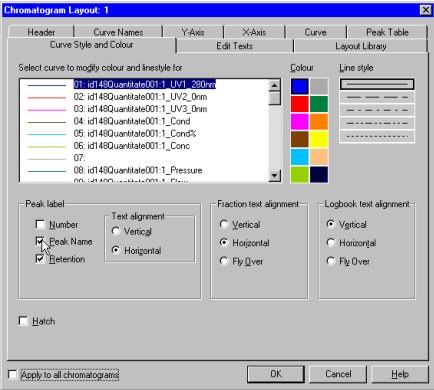 Chromatogram Layout: 1
Header Curve Names Y-Axis X-Axis Curve Peak Table
Curve Style and Colour Edit Texts Layout Library
Select curve to modify colour and linestyle for Colour Line style
01: id148Quantitate001:1_UV1_280nm
02: id148Quantitate001:1_UV2_0nm
03: id148Quantitate001:1_UV3_0nm
04: id148Quantitate001:1_Cond
05: id148Quantitate001:1_Cond%
06: id148Quantitate001:1_Conc
07:
08: id148Quantitate001:1_Pressure
09: id148Quantitate001:1_Flow
Peak label Fraction text alignment Logbook text alignment
Text alignment
Number Vertical Vertical Vertical
Peak Name Horizontal Horizontal Horizontal
Retention Fly Over Fly Over
Hatch
Apply to all chromatograms OK Cancel Help